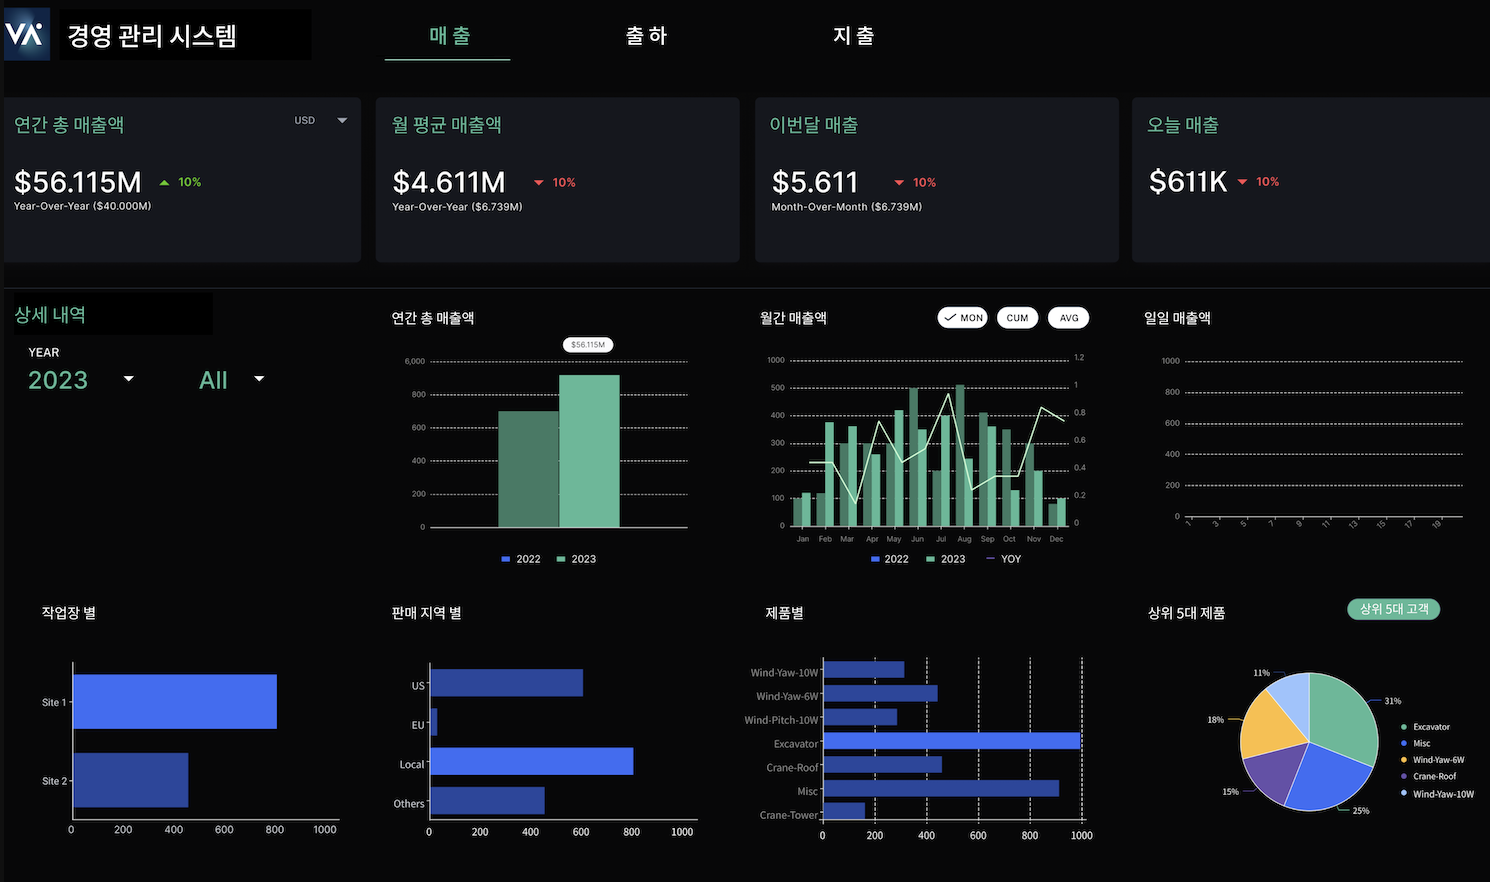 VA 경영 관리 시스템 매 출 출 하 지 출
연간 총 매출액 USD
$56.115M 10%
Year-Over-Year ($40.000M)
월 평균 매출액
$4.611M 10%
Year-Over-Year ($6.739M)
이번달 매출
$5.611 10%
Month-Over-Month ($6.739M)
오늘 매출
$611K 10%
상세 내역
YEAR
2023 All
연간 총 매출액
$56.115M
6,000
800
600
400
200
0
2022 2023
월간 매출액 MON CUM AVG
1000
500
400
300
200
100
0
1.2
1
0.8
0.6
0.4
0.2
0
Jan Feb Mar Apr May Jun Jul Aug Sep Oct Nov Dec
2022 2023 YOY
일일 매출액
1000
800
600
400
200
0
1 3 5 7 9 11 13 15 17 19
작업장 별
Site 1
Site 2
0 200 400 600 800 1000
판매 지역 별
US
EU
Local
Others
0 200 400 600 800 1000
제품별
Wind-Yaw-10W
Wind-Yaw-6W
Wind-Pitch-10W
Excavator
Crane-Roof
Misc
Crane-Tower
0 200 400 600 800 1000
상위 5대 제품 상위 5대 고객
11%
31%
18%
15%
25%
Excavator
Misc
Wind-Yaw-6W
Crane-Roof
Wind-Yaw-10W